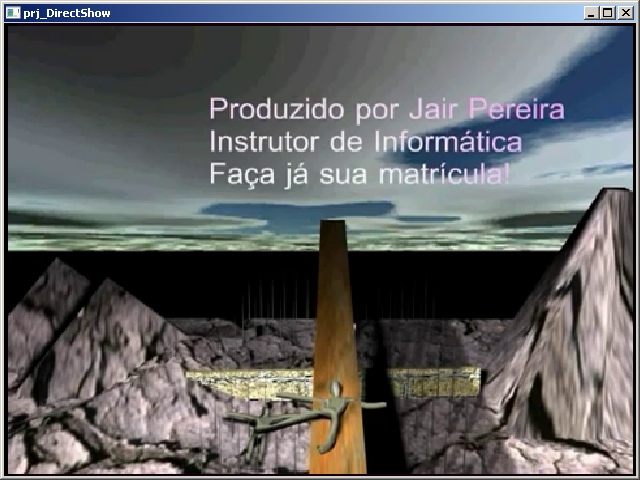 prj_DirectShow
Produzido por Jair Pereira
Instrutor de Informática
Faça já sua matrícula!